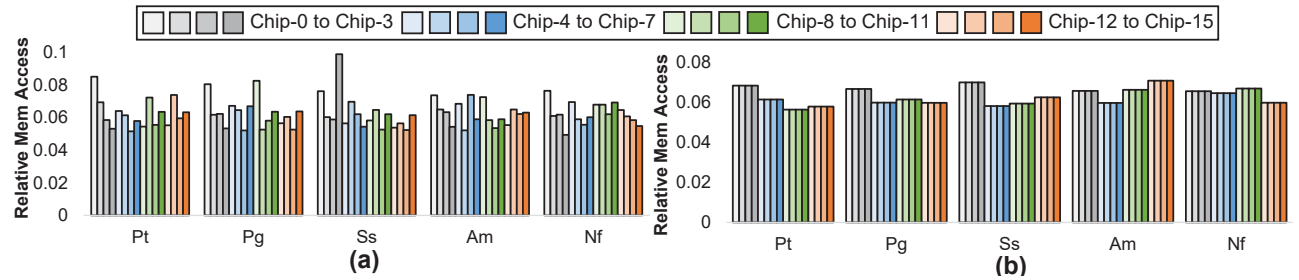 Chip-0 to Chip-3 Chip-4 to Chip-7 Chip-8 to Chip-11 Chip-12 to Chip-15
Relative Mem Access
0.1
0.08
0.06
0.04
0.02
0
Pt Pg Ss Am Nf
(a)
Relative Mem Access
0.08
0.06
0.04
0.02
0
Pt Pg Ss Am Nf
(b)